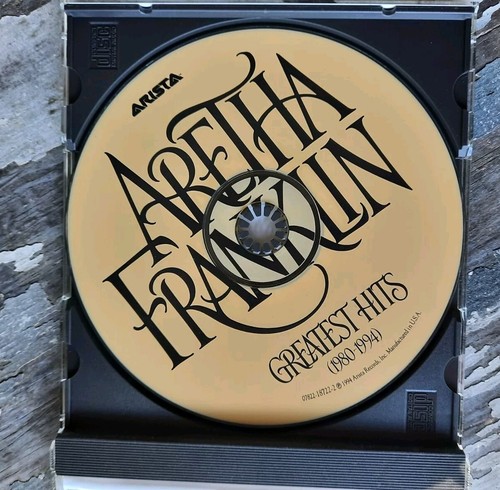 ARISTA
ARETHA
FRANKLIN
GREATEST HITS
(1980-1994)
07822-18722-2 ℗ 1994 Arista Records, Inc. Manufactured in U.S.A.